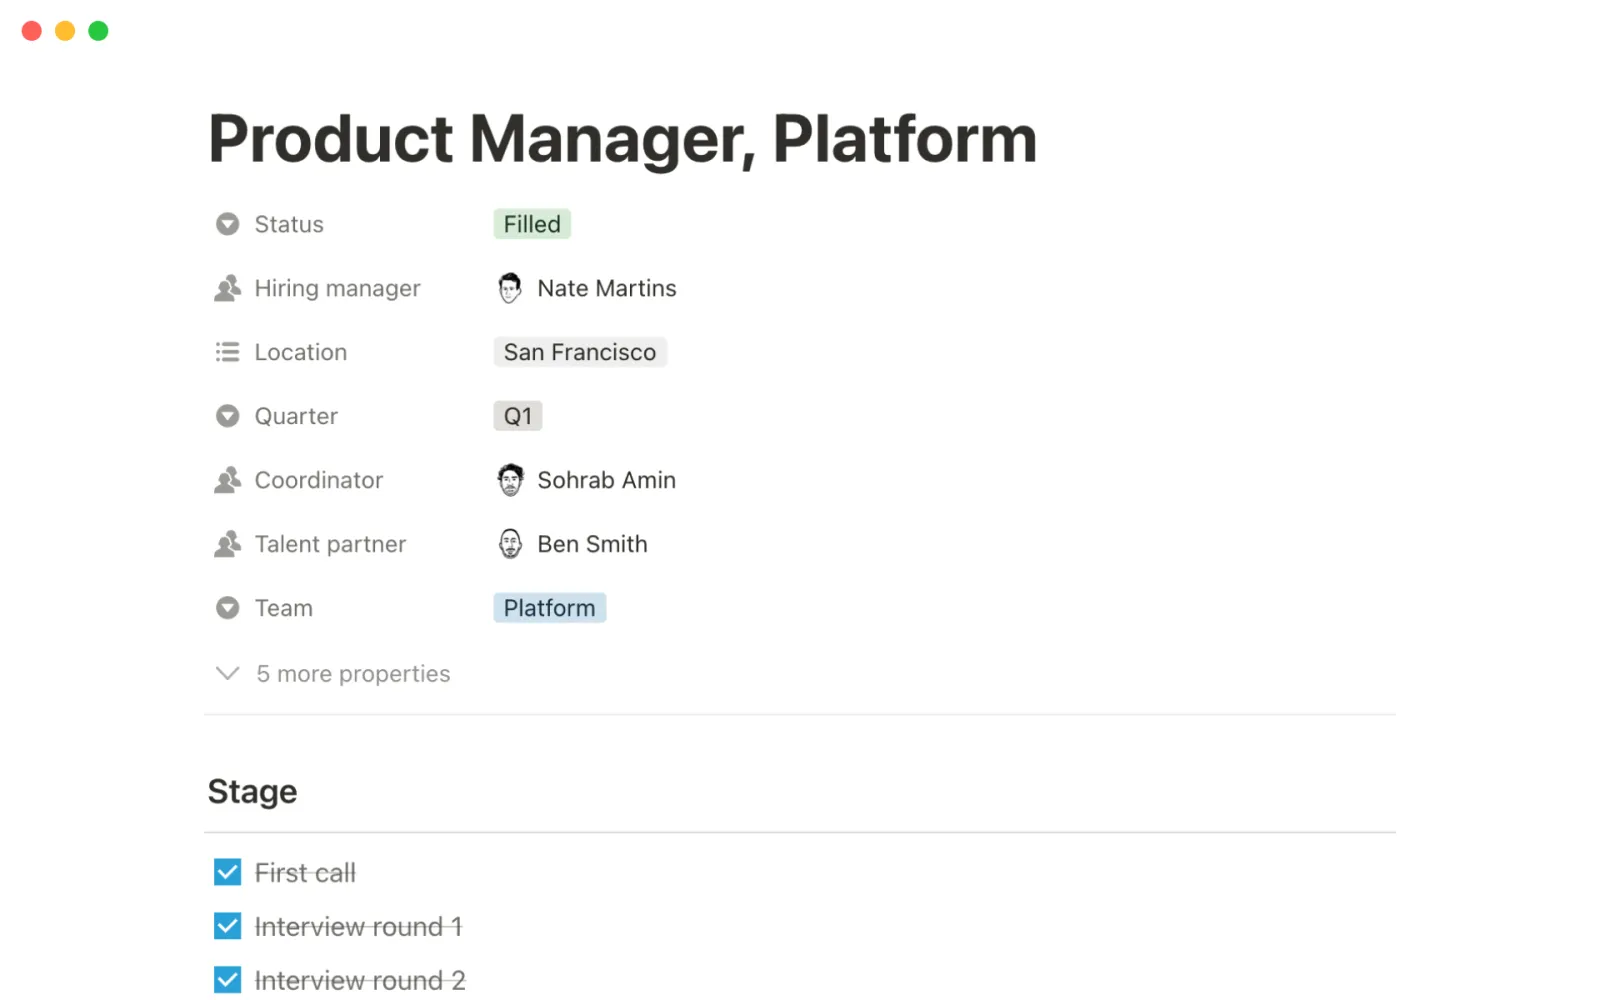 Product Manager, Platform
Status Filled
Hiring manager Nate Martins
Location San Francisco
Quarter Q1
Coordinator Sohrab Amin
Talent partner Ben Smith
Team Platform
5 more properties
Stage
First call
Interview round 1
Interview round 2